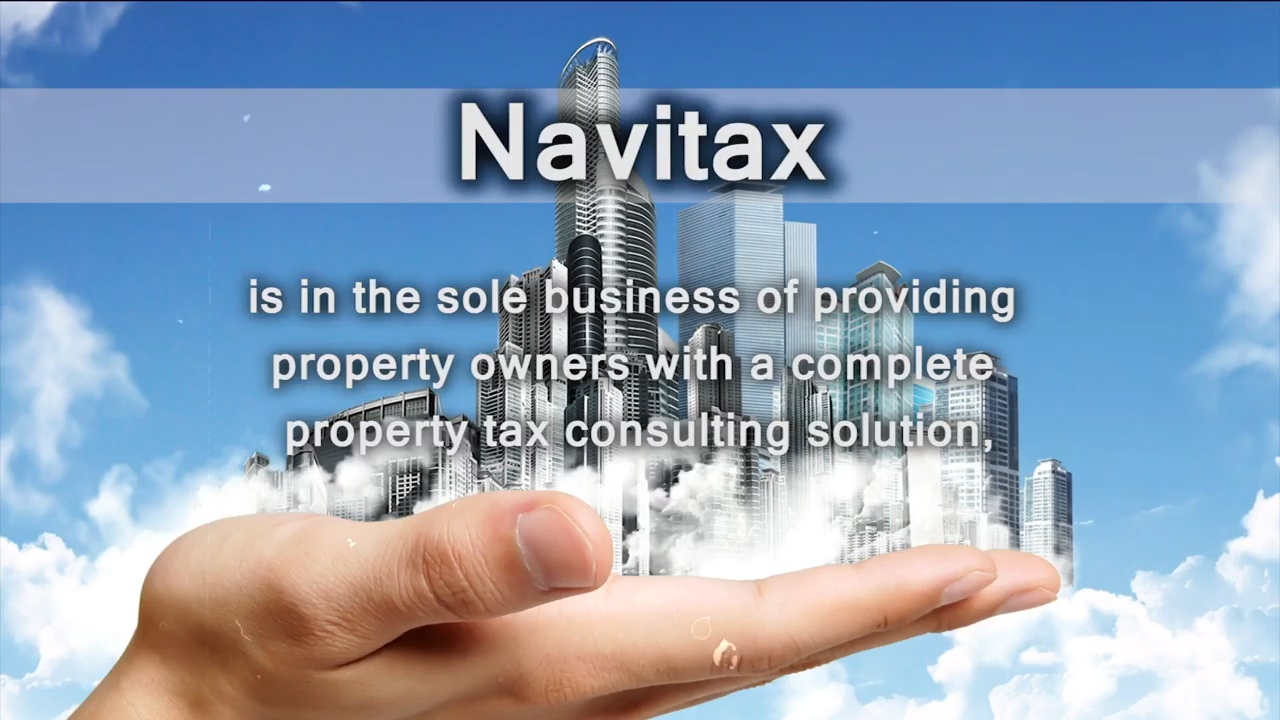 Navitax
is in the sole business of providing
property owners with a complete
property tax consulting solution,